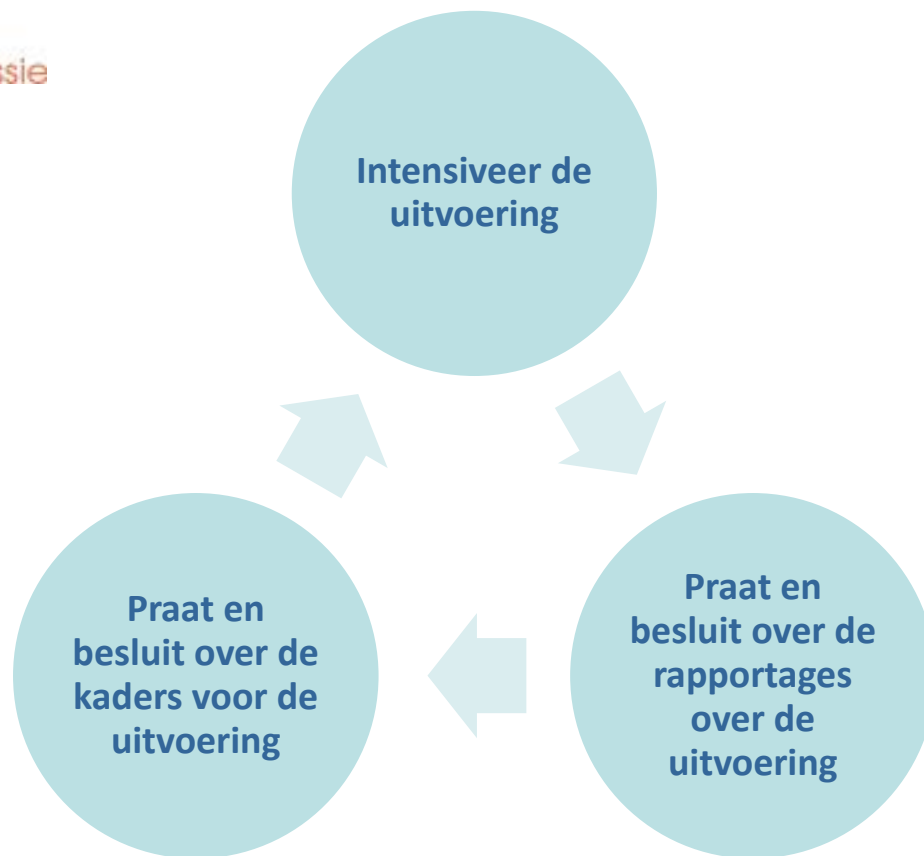 ssie
Intensiveer de
uitvoering
Praat en
besluit over de
kaders voor de
uitvoering
Praat en
besluit over de
rapportages
over de
uitvoering